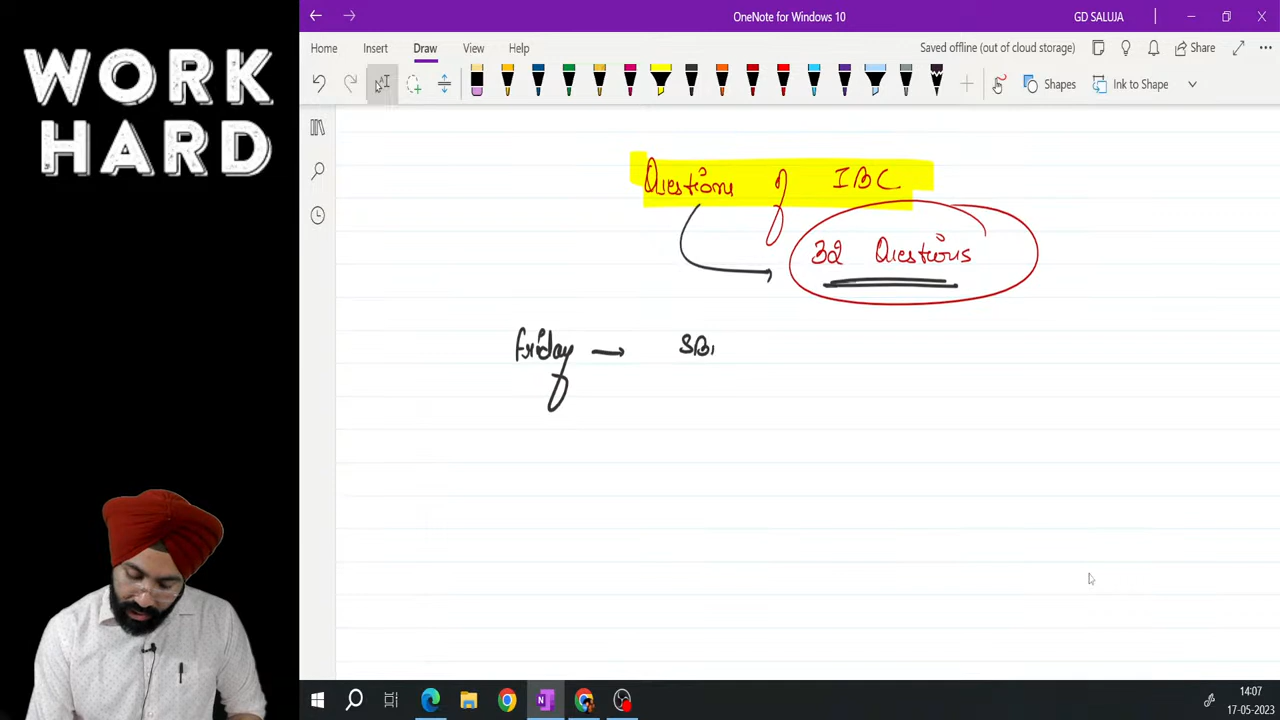 WORK
HARD
OneNote for Windows 10
GD SALUJA
Home Insert Draw View Help
Saved offline (out of cloud storage)
Share
Shapes
Ink to Shape
Questions of IBC
32 Questions
Friday → SB
14:07
17-05-2023